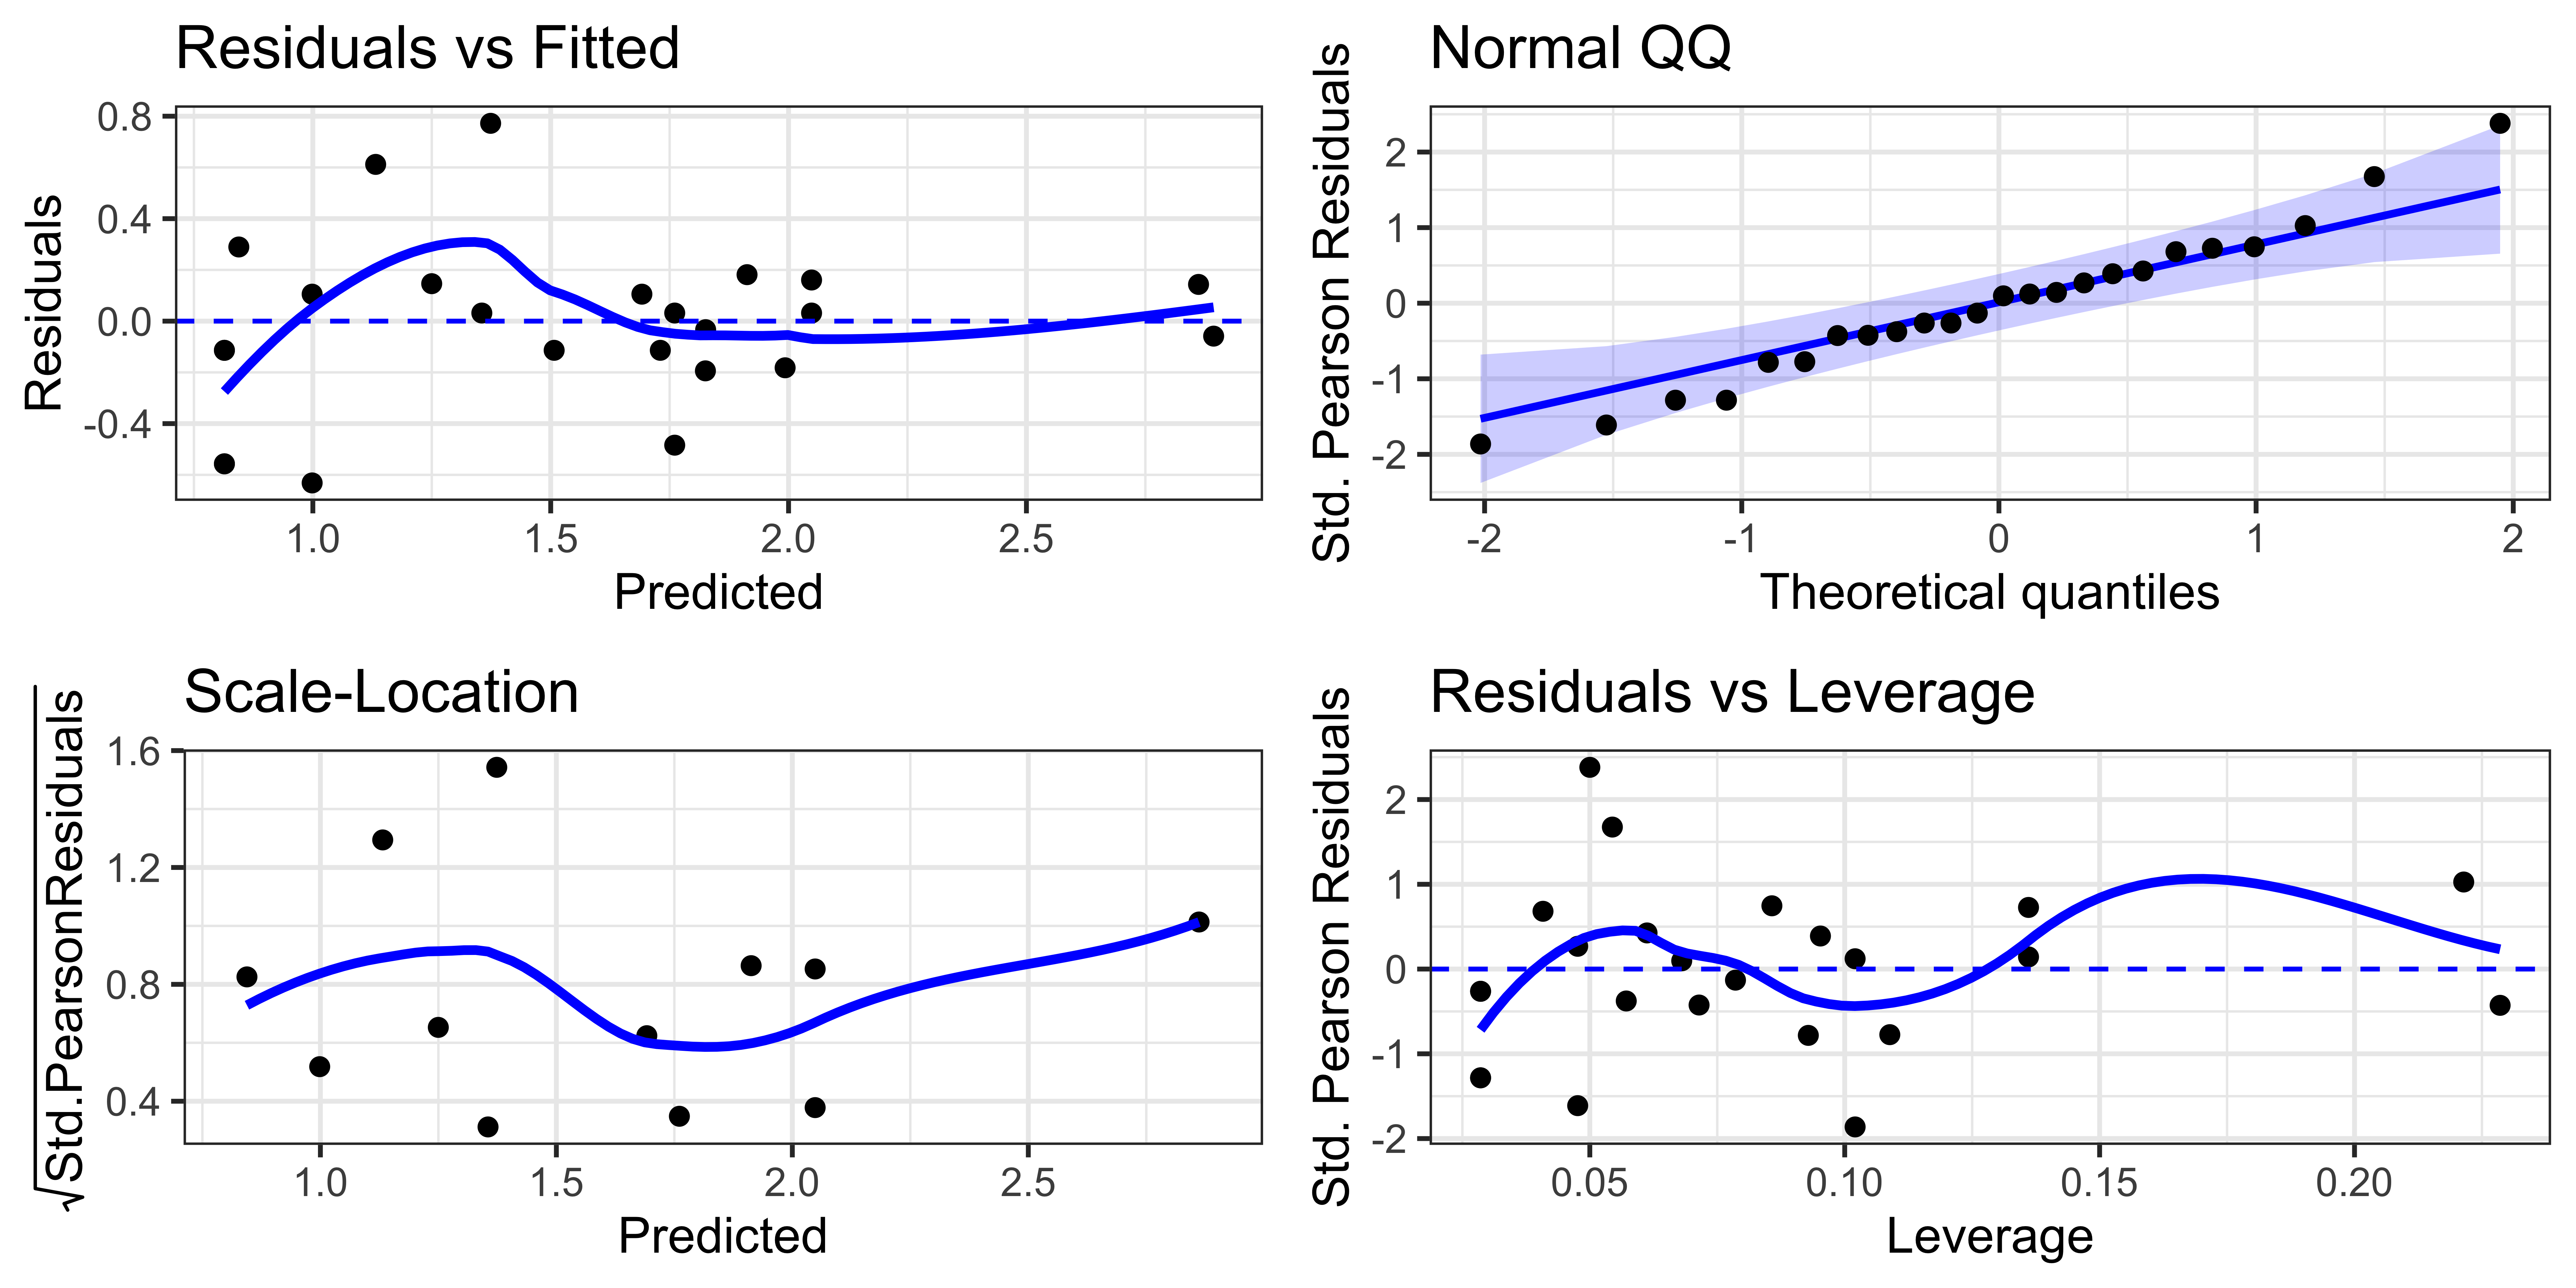 Residuals vs Fitted
Residuals
0.8
0.4
0.0
-0.4
1.0 1.5 2.0 2.5
Predicted
Normal QQ
Std. Pearson Residuals
2
1
0
-1
-2
-2 -1 0 1 2
Theoretical quantiles
Scale-Location
√Std.PearsonResiduals
1.6
1.2
0.8
0.4
1.0 1.5 2.0 2.5
Predicted
Residuals vs Leverage
Std. Pearson Residuals
2
1
0
-1
-2
0.05 0.10 0.15 0.20
Leverage